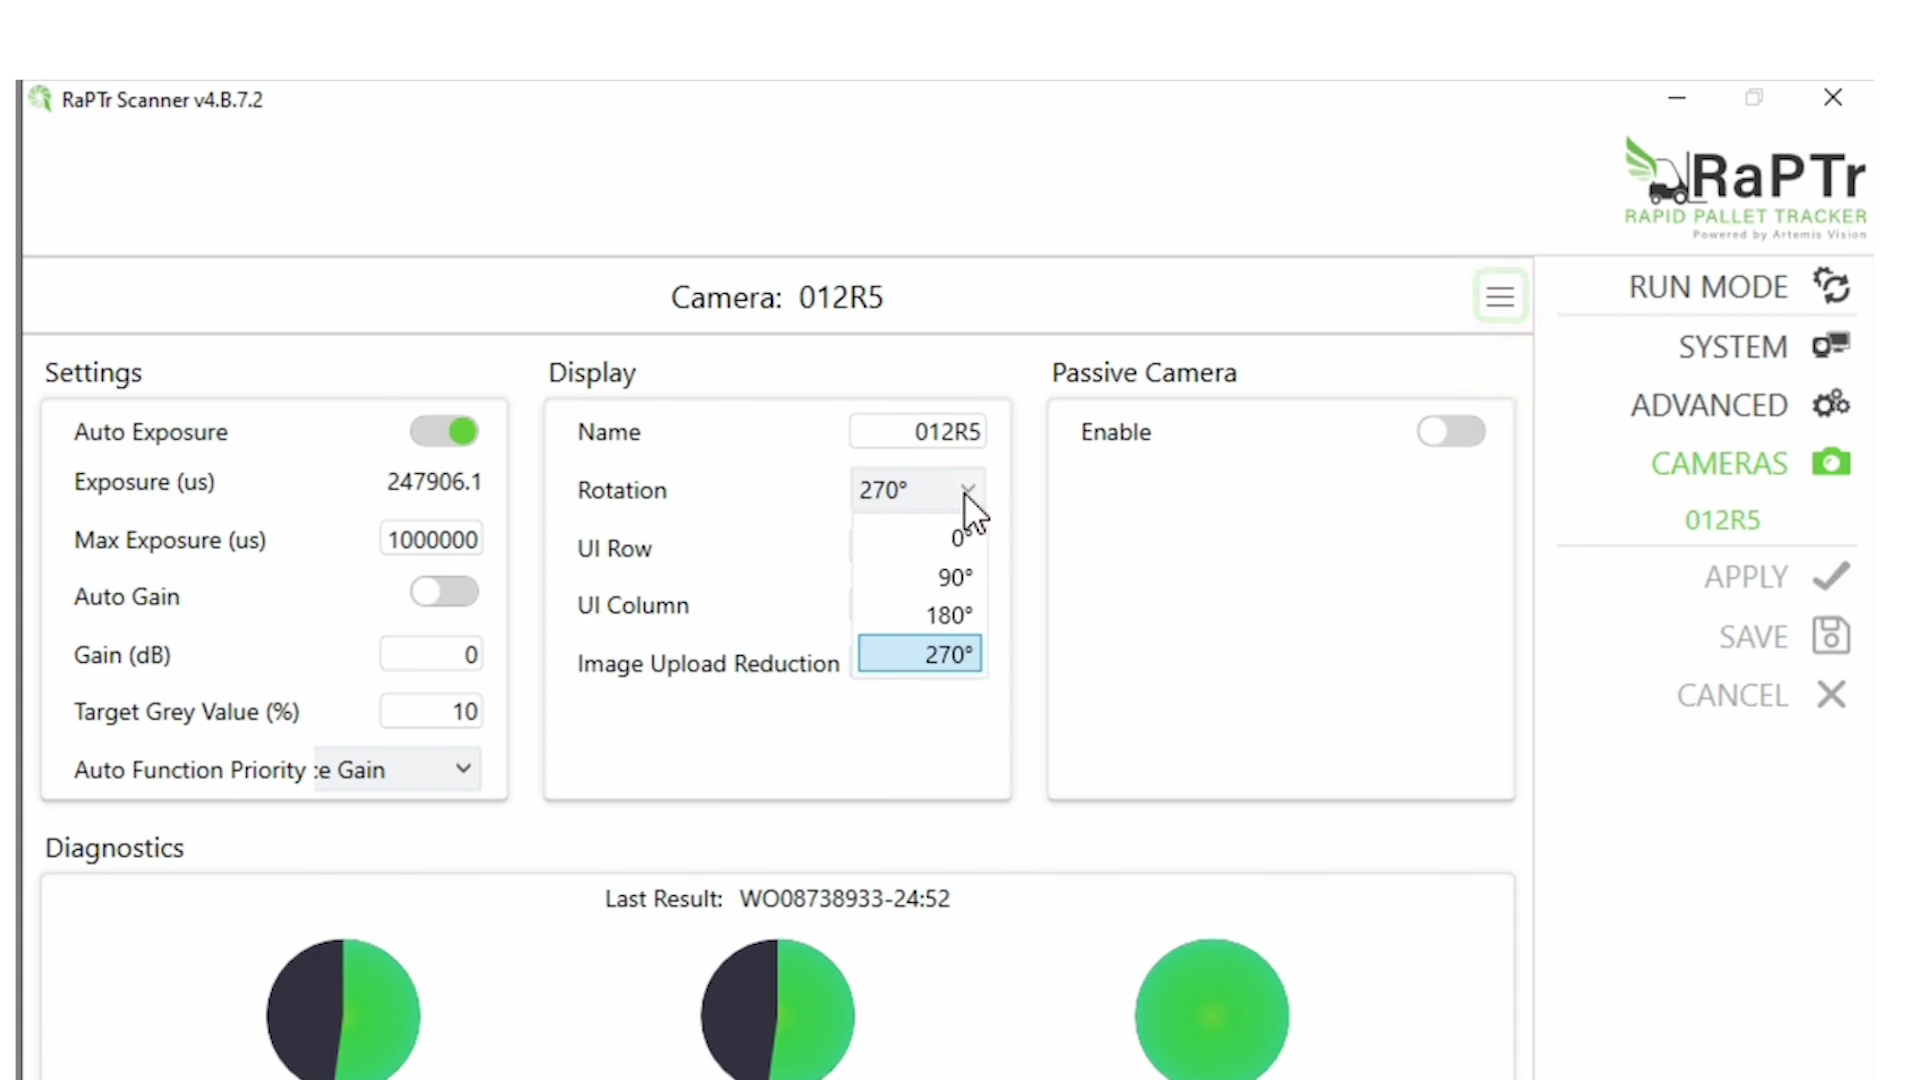 RaPTr Scanner v4.B.7.2
RaPTr
RAPID PALLET TRACKER
Powered by Artemis Vision
Camera: 012R5
RUN MODE
SYSTEM
ADVANCED
CAMERAS
012R5
APPLY
SAVE
CANCEL
Settings
Auto Exposure
Exposure (us) 247906.1
Max Exposure (us) 1000000
Auto Gain
Gain (dB) 0
Target Grey Value (%) 10
Auto Function Priority :e Gain
Display
Name 012R5
Rotation 270°
0°
90°
180°
270°
UI Row
UI Column
Image Upload Reduction
Passive Camera
Enable
Diagnostics
Last Result: WO08738933-24:52